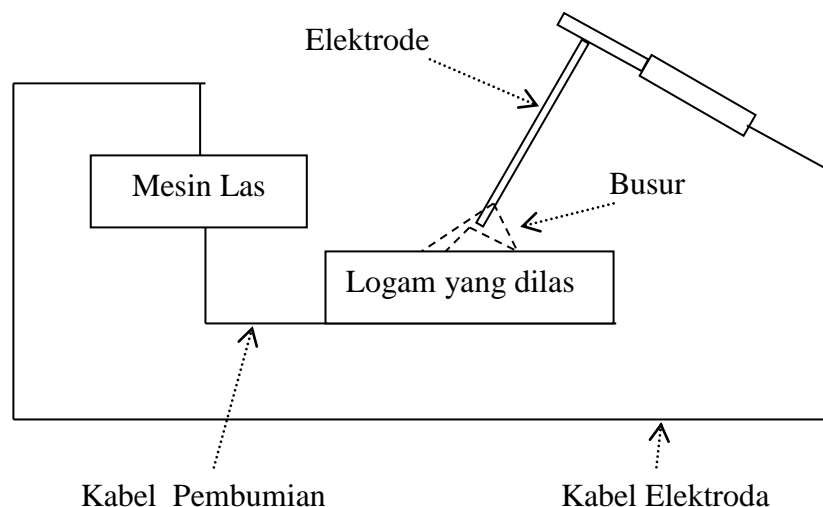 Elektrode
Mesin Las
Busur
Logam yang dilas
Kabel Pembumian
Kabel Elektroda